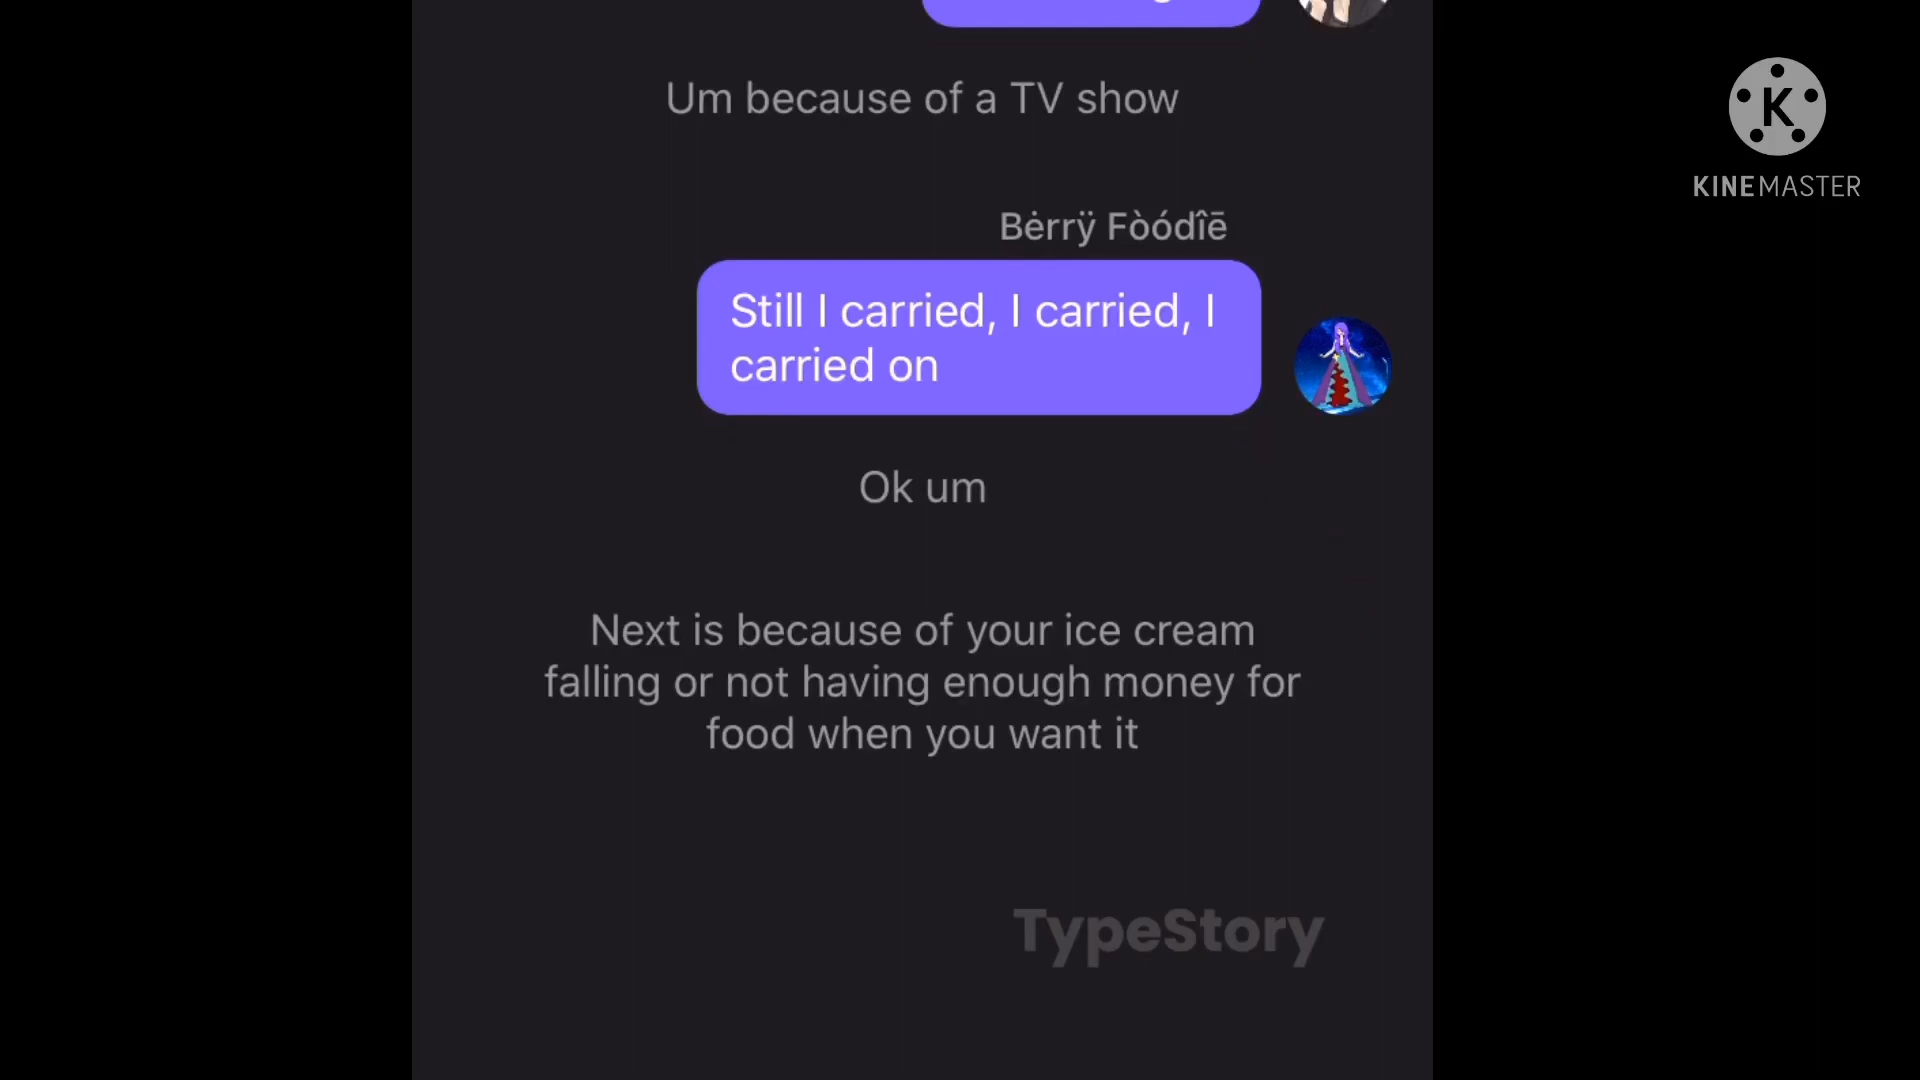 Um because of a TV show
Bėrrÿ Fòódîē
Still I carried, I carried, I
carried on
Ok um
Next is because of your ice cream
falling or not having enough money for
food when you want it
TypeStory
K
KINEMASTER